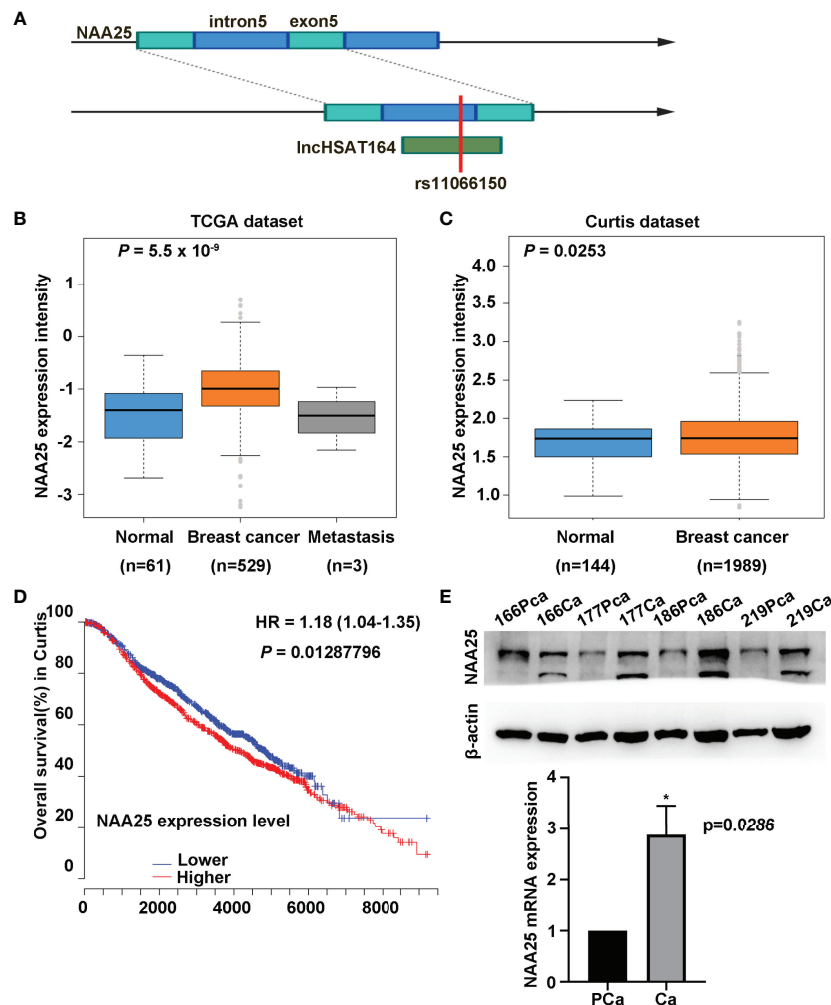 A
NAA25
intron5
exon5
lncHSAT164
rs11066150
B
TCGA dataset
P = 5.5 x 10-9
NAA25 expression intensity
1
0
-1
-2
-3
Normal
Breast cancer
Metastasis
(n=61)
(n=529)
(n=3)
C
Curtis dataset
P = 0.0253
NAA25 expression intensity
4.0
3.5
3.0
2.5
2.0
1.5
1.0
Normal
Breast cancer
(n=144)
(n=1989)
D
HR = 1.18 (1.04-1.35)
P = 0.01287796
Overall survival(%) in Curtis
100
80
60
40
20
0
NAA25 expression level
Lower
Higher
0
2000
4000
6000
8000
E
166Pca
166Ca
177Pca
177Ca
186Pca
186Ca
219Pca
219Ca
NAA25
β-actin
NAA25 mRNA expression
4
3
2
1
0
*
p=0.0286
PCa
Ca